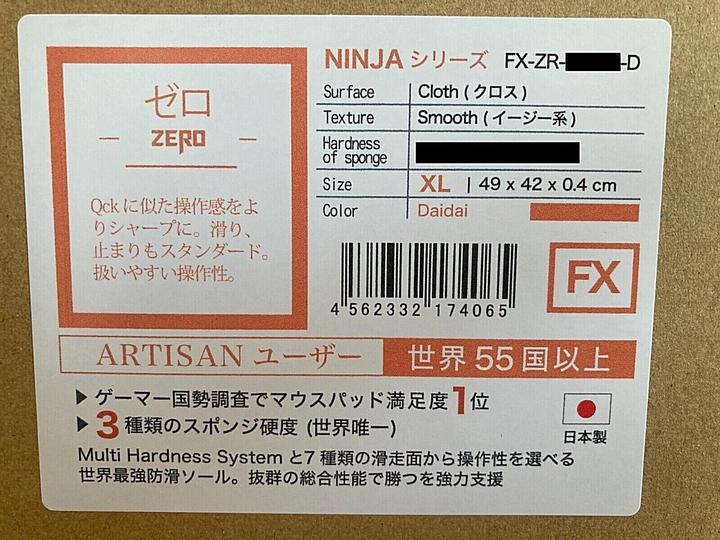 ゼロ
ZERO
Qckに似た操作感をよ
りシャープに。滑り、
止まりもスタンダード。
扱いやすい操作性。
NINJA シリーズ FX-ZR-
-D
Surface Cloth (クロス)
Texture Smooth (イージー系)
Hardness
of sponge
Size XL | 49 x 42 x 0.4 cm
Color Daidai
4 562332 174065
FX
ARTISAN ユーザー 世界 55 国以上
▶ ゲーマー国勢調査でマウスパッド満足度1位
▶ 3種類のスポンジ硬度 (世界唯一)
日本製
Multi Hardness System と7 種類の滑走面から操作性を選べる
世界最強防滑ソール。抜群の総合性能で勝つを強力支援